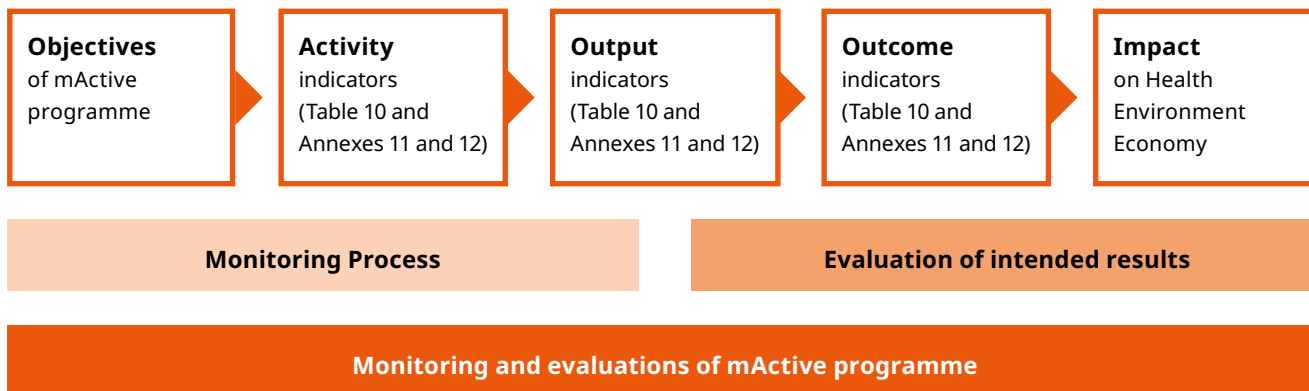 Objectives
of mActive
programme
Activity
indicators
(Table 10 and
Annexes 11 and 12)
Output
indicators
(Table 10 and
Annexes 11 and 12)
Outcome
indicators
(Table 10 and
Annexes 11 and 12)
Impact
on Health
Environment
Economy
Monitoring Process
Evaluation of intended results
Monitoring and evaluations of mActive programme